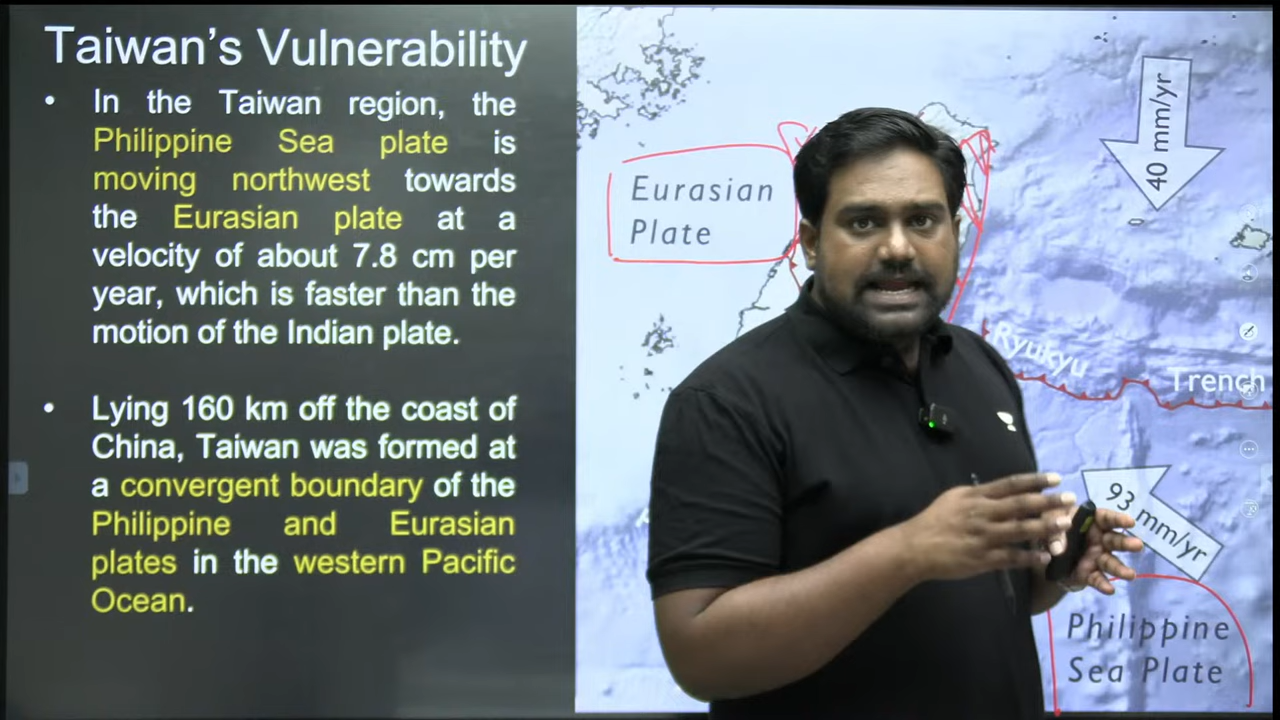 Taiwan's Vulnerability
• In the Taiwan region, the
Philippine Sea plate is
moving northwest towards
the Eurasian plate at a
velocity of about 7.8 cm per
year, which is faster than the
motion of the Indian plate.
• Lying 160 km off the coast of
China, Taiwan was formed at
a convergent boundary of the
Philippine and Eurasian
plates in the western Pacific
Ocean.
Eurasian
Plate
40 mm/yr
Ryukyu
Trench
93 mm/yr
Philippine
Sea Plate